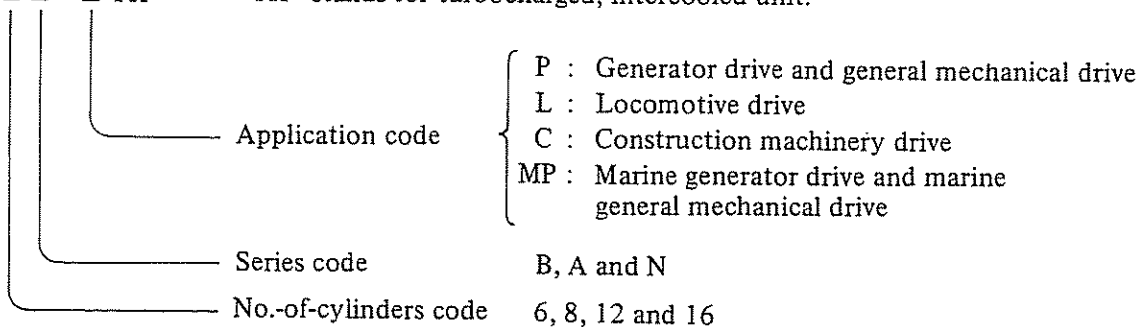 stands for turbocharged, intercooled unit.
P : Generator drive and general mechanical drive
L : Locomotive drive
Application code C : Construction machinery drive
MP : Marine generator drive and marine
general mechanical drive
Series code B, A and N
No.-of-cylinders code 6, 8, 12 and 16